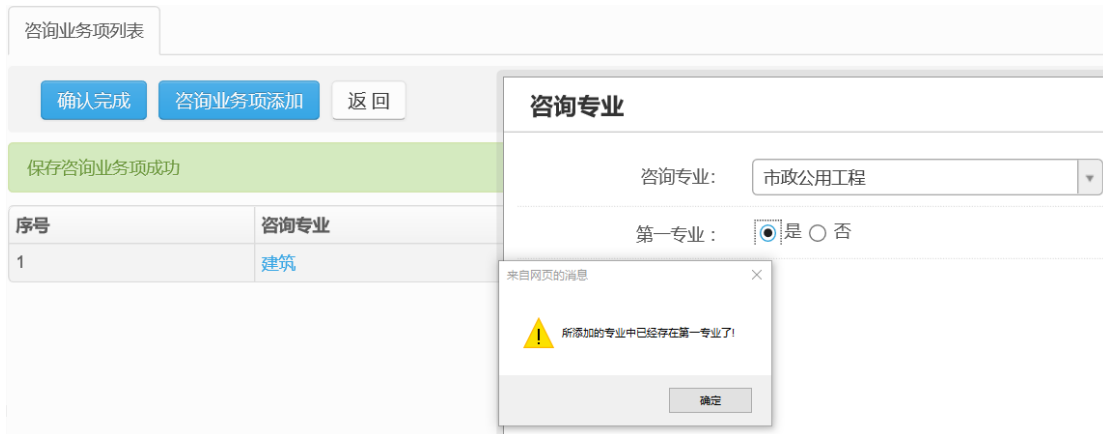 咨询业务项列表
确认完成 咨询业务项添加 返回
保存咨询业务项成功
序号 咨询专业
1 建筑
咨询专业
咨询专业： 市政公用工程
第一专业： 是 否
来自网页的消息
所添加的专业中已经存在第一专业了!
确定